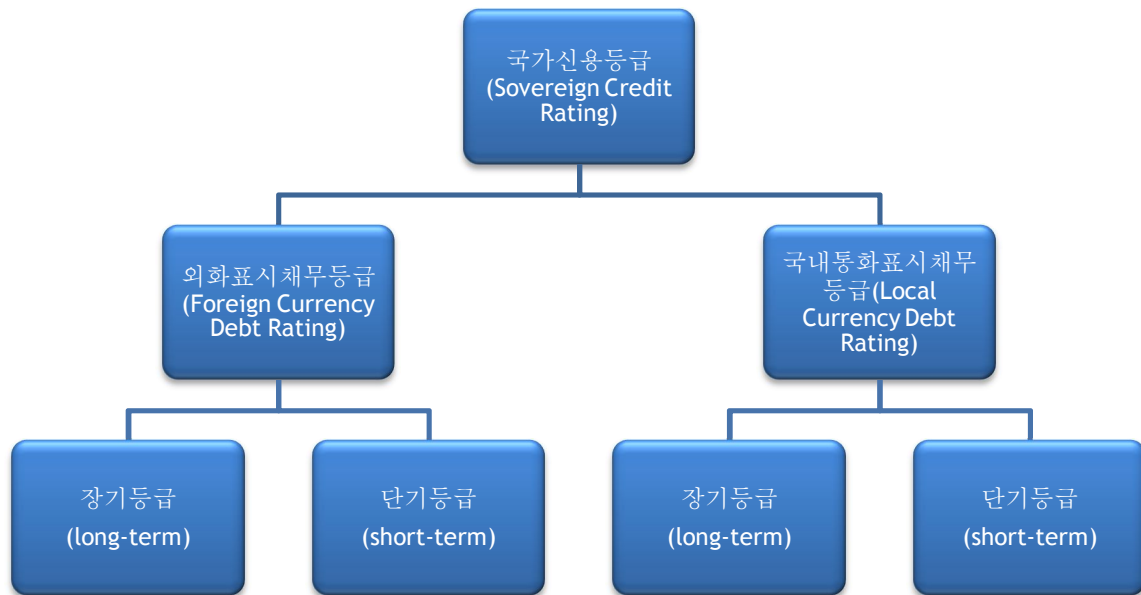 국가신용등급
(Sovereign Credit
Rating)
외화표시채무등급
(Foreign Currency
Debt Rating)
국내통화표시채무
등급(Local
Currency Debt
Rating)
장기등급
(long-term)
단기등급
(short-term)
장기등급
(long-term)
단기등급
(short-term)